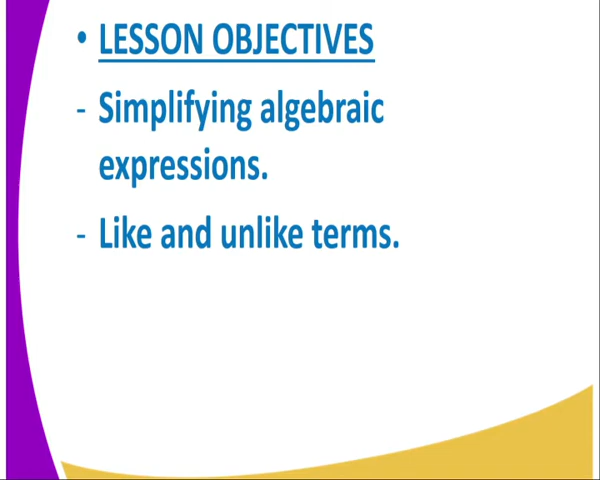 • LESSON OBJECTIVES
- Simplifying algebraic
expressions.
- Like and unlike terms.